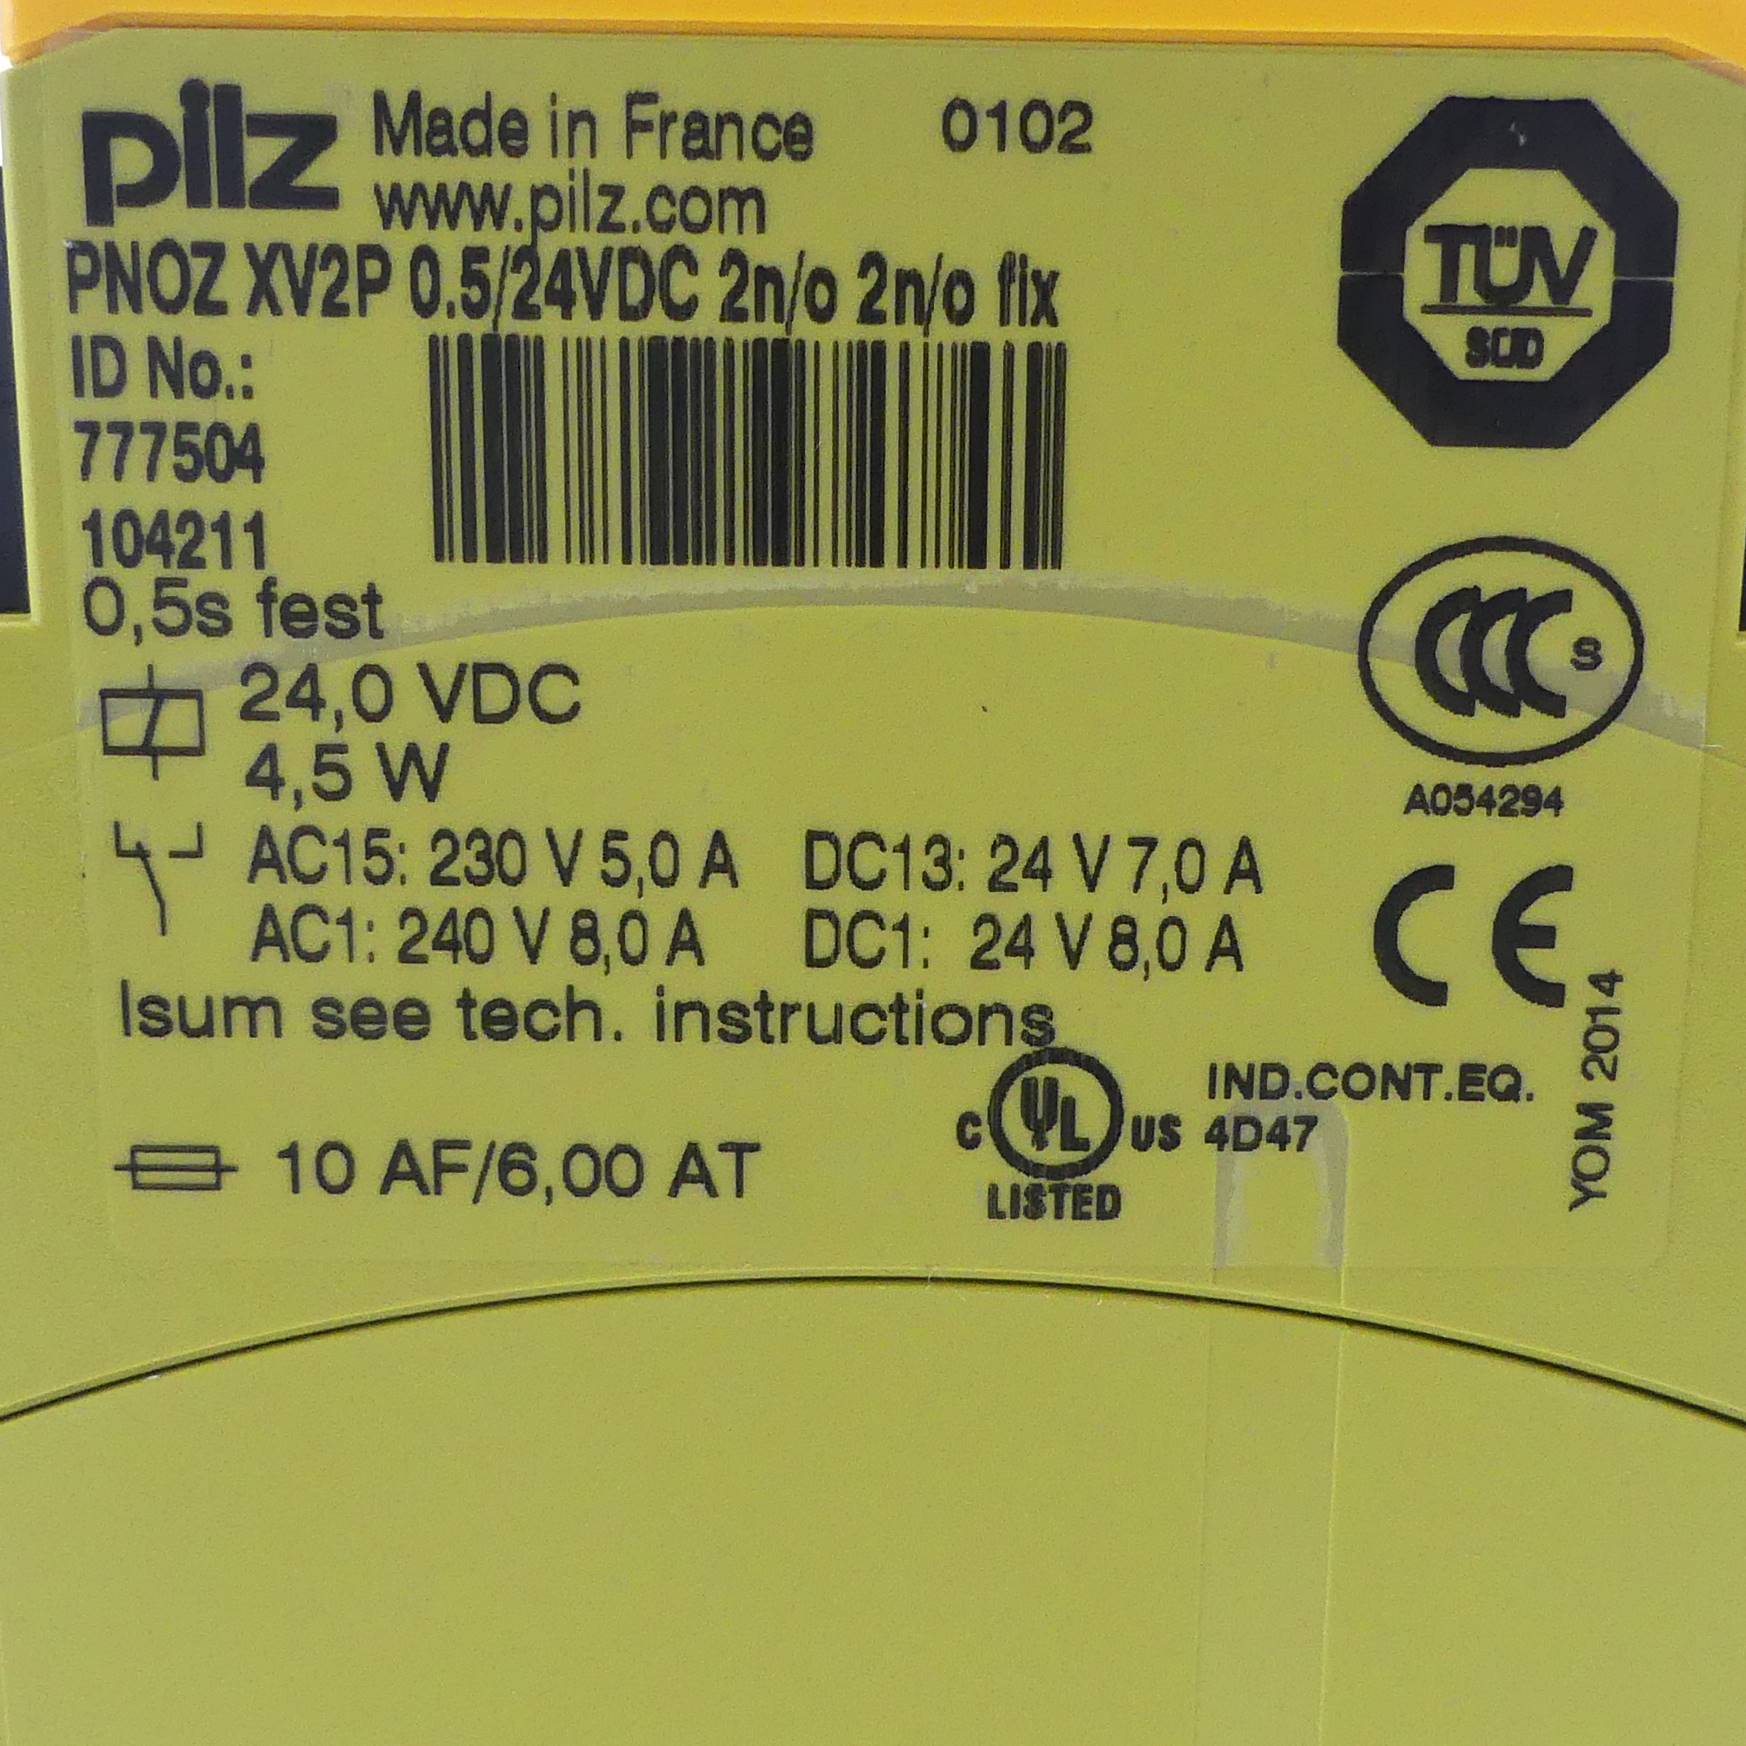 pilz Made in France 0102
www.pilz.com
PNOZ XV2P 0.5/24VDC 2n/o 2n/o fix
ID No.:
777504
104211
0,5s fest
24,0 VDC
4,5 W
AC15: 230 V 5,0 A DC13: 24 V 7,0 A
AC1: 240 V 8,0 A DC1: 24 V 8,0 A
Isum see tech. instructions
10 AF/6,00 AT
TÜV
SÜD
CCC S
A054294
CE
YOM 2014
C UL US
LISTED
IND.CONT.EQ.
4D47